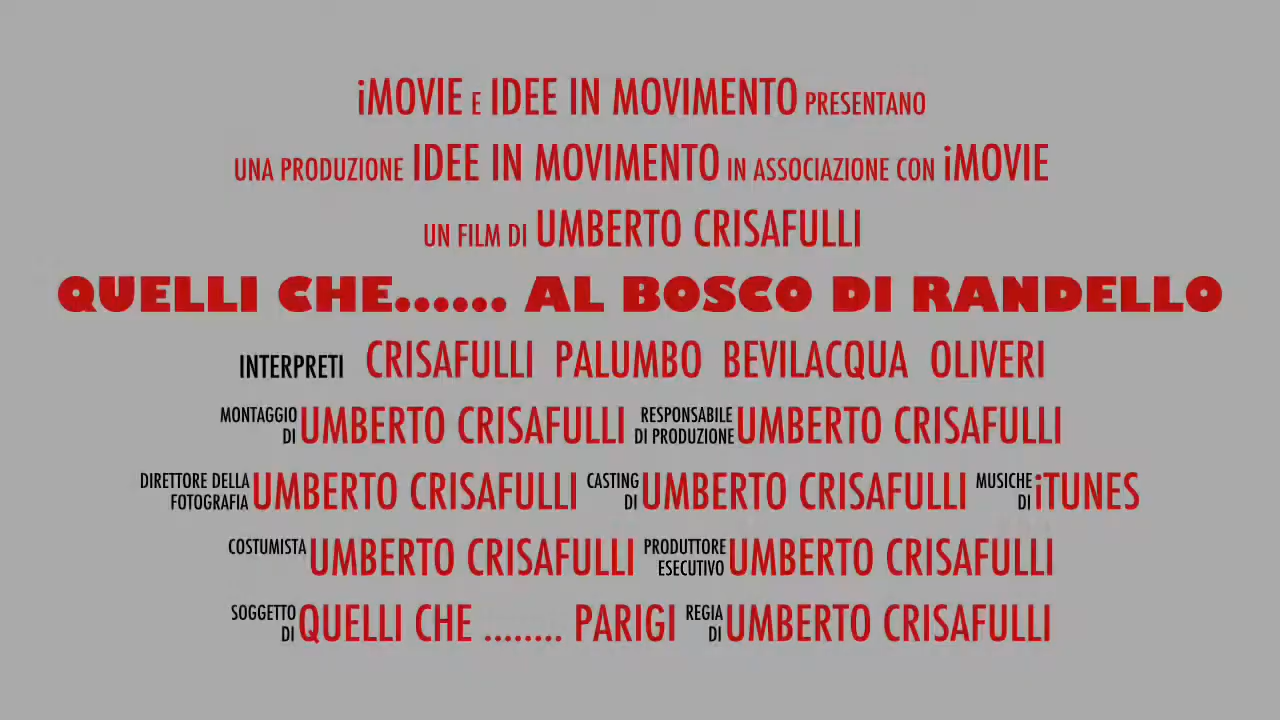 iMOVIE E IDEE IN MOVIMENTO PRESENTANO
UNA PRODUZIONE IDEE IN MOVIMENTO IN ASSOCIAZIONE CON iMOVIE
UN FILM DI UMBERTO CRISAFULLI
QUELLI CHE...... AL BOSCO DI RANDELLO
INTERPRETI CRISAFULLI PALUMBO BEVILACQUA OLIVERI
MONTAGGIO DI UMBERTO CRISAFULLI RESPONSABILE DI PRODUZIONE UMBERTO CRISAFULLI
DIRETTORE DELLA FOTOGRAFIA UMBERTO CRISAFULLI CASTING DI UMBERTO CRISAFULLI MUSICHE DI iTUNES
COSTUMISTA UMBERTO CRISAFULLI PRODUTTORE ESECUTIVO UMBERTO CRISAFULLI
SOGGETTO DI QUELLI CHE ........ PARIGI REGIA DI UMBERTO CRISAFULLI